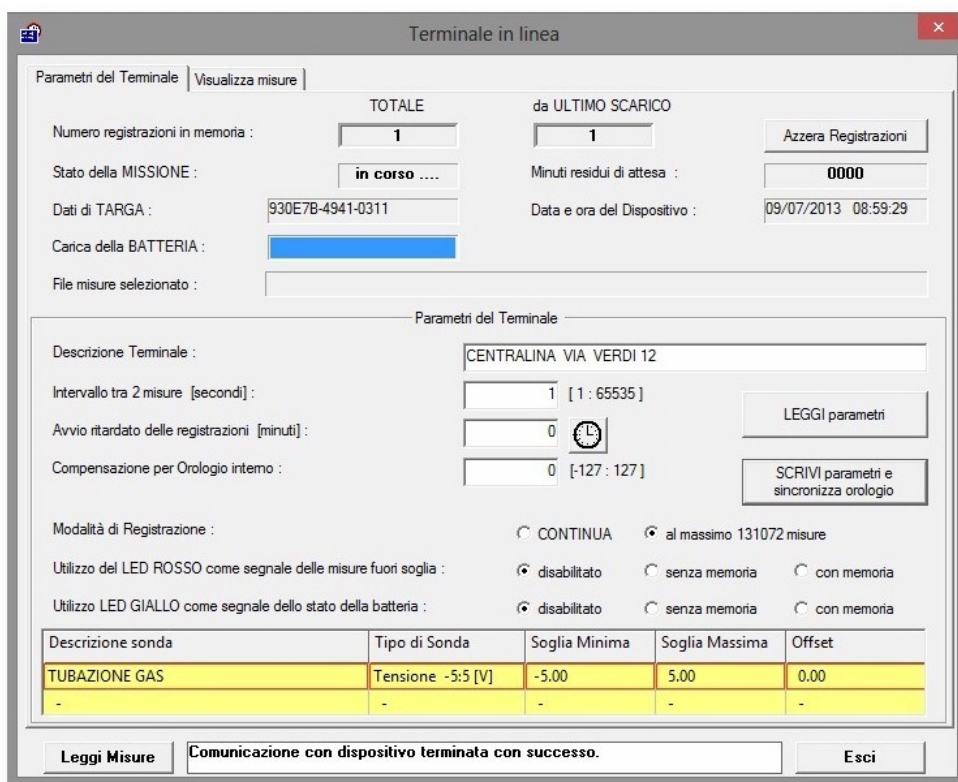 Terminale in linea
Parametri del Terminale Visualizza misure
TOTALE da ULTIMO SCARICO
Numero registrazioni in memoria : 1 1 Azzera Registrazioni
Stato della MISSIONE : in corso .... Minuti residui di attesa : 0000
Dati di TARGA : 930E7B-4941-0311 Data e ora del Dispositivo : 09/07/2013 08:59:29
Carica della BATTERIA :
File misure selezionato :
Parametri del Terminale
Descrizione Terminale : CENTRALINA VIA VERDI 12
Intervallo tra 2 misure [secondi] : 1 [ 1 : 65535 ]
LEGGI parametri
Avvio ritardato delle registrazioni [minuti] : 0
Compensazione per Orologio interno : 0 [-127 : 127 ]
SCRIVI parametri e
sincronizza orologio
Modalità di Registrazione : CONTINUA al massimo 131072 misure
Utilizzo del LED ROSSO come segnale delle misure fuori soglia : disabilitato senza memoria con memoria
Utilizzo LED GIALLO come segnale dello stato della batteria : disabilitato senza memoria con memoria
Descrizione sonda Tipo di Sonda Soglia Minima Soglia Massima Offset
TUBAZIONE GAS Tensione -5:5 [V] -5.00 5.00 0.00
- - - - -
Leggi Misure Comunicazione con dispositivo terminata con successo. Esci